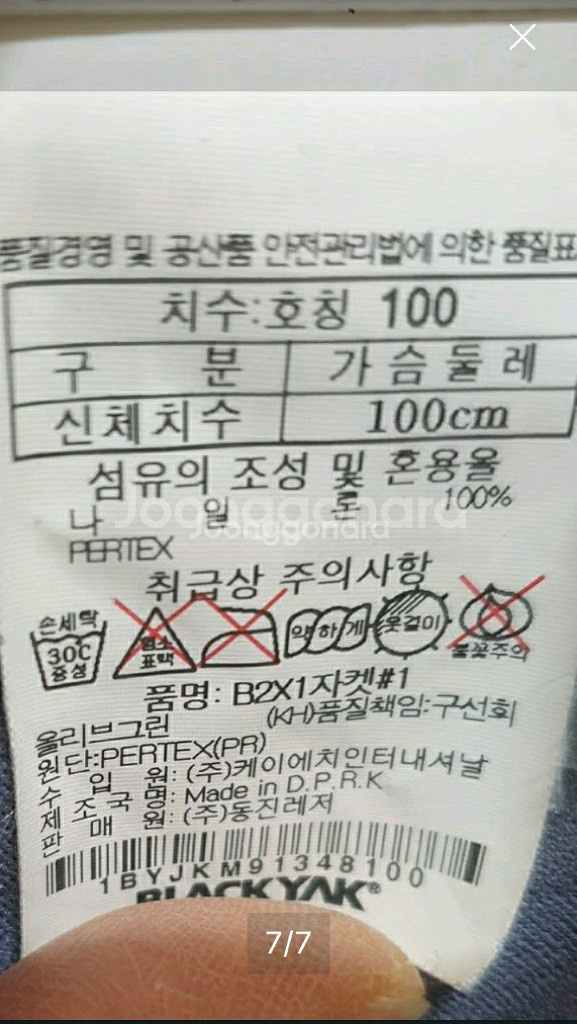 품질경영 및 공산품 안전관리법에 의한 품질표
치수:호칭 100
구 분 가슴둘레
신체치수 100cm
섬유의 조성 및 혼용율
나 일 론 100%
PERTEX
Joonggonara
Joonggonara
취급상 주의사항
손세탁
30℃
중성
염소
표백
약하게
옷걸이
불꽃주의
품명: B2X1자켓#1
올리브그린 (KH)품질책임:구선회
원단:PERTEX(PR)
수 입 원: (주)케이에치인터내셔날
제 조 국 명: Made in D.P.R.K
판 매 원: (주)동진레저
1BYJKM91348100
BLACKYAK®
7/7